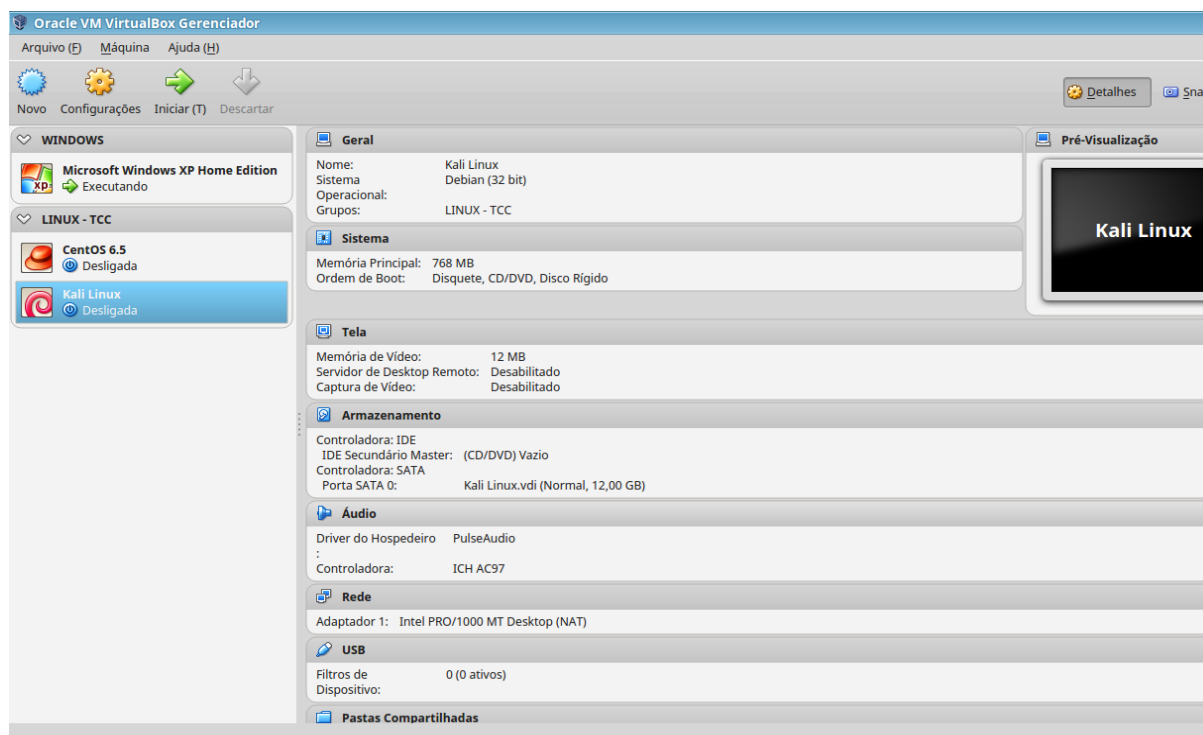 Oracle VM VirtualBox Gerenciador
Arquivo (F) Máquina Ajuda (H)
Novo Configurações Iniciar (T) Descartar
Detalhes
WINDOWS
Microsoft Windows XP Home Edition
Executando
LINUX - TCC
CentOS 6.5
Desligada
Kali Linux
Desligada
Geral
Nome: Kali Linux
Sistema Debian (32 bit)
Operacional:
Grupos: LINUX - TCC
Sistema
Memória Principal: 768 MB
Ordem de Boot: Disquete, CD/DVD, Disco Rígido
Pré-Visualização
Kali Linux
Tela
Memória de Vídeo: 12 MB
Servidor de Desktop Remoto: Desabilitado
Captura de Vídeo: Desabilitado
Armazenamento
Controladora: IDE
IDE Secundário Master: (CD/DVD) Vazio
Controladora: SATA
Porta SATA 0: Kali Linux.vdi (Normal, 12,00 GB)
Áudio
Driver do Hospedeiro PulseAudio
:
Controladora: ICH AC97
Rede
Adaptador 1: Intel PRO/1000 MT Desktop (NAT)
USB
Filtros de 0 (0 ativos)
Dispositivo:
Pastas Compartilhadas